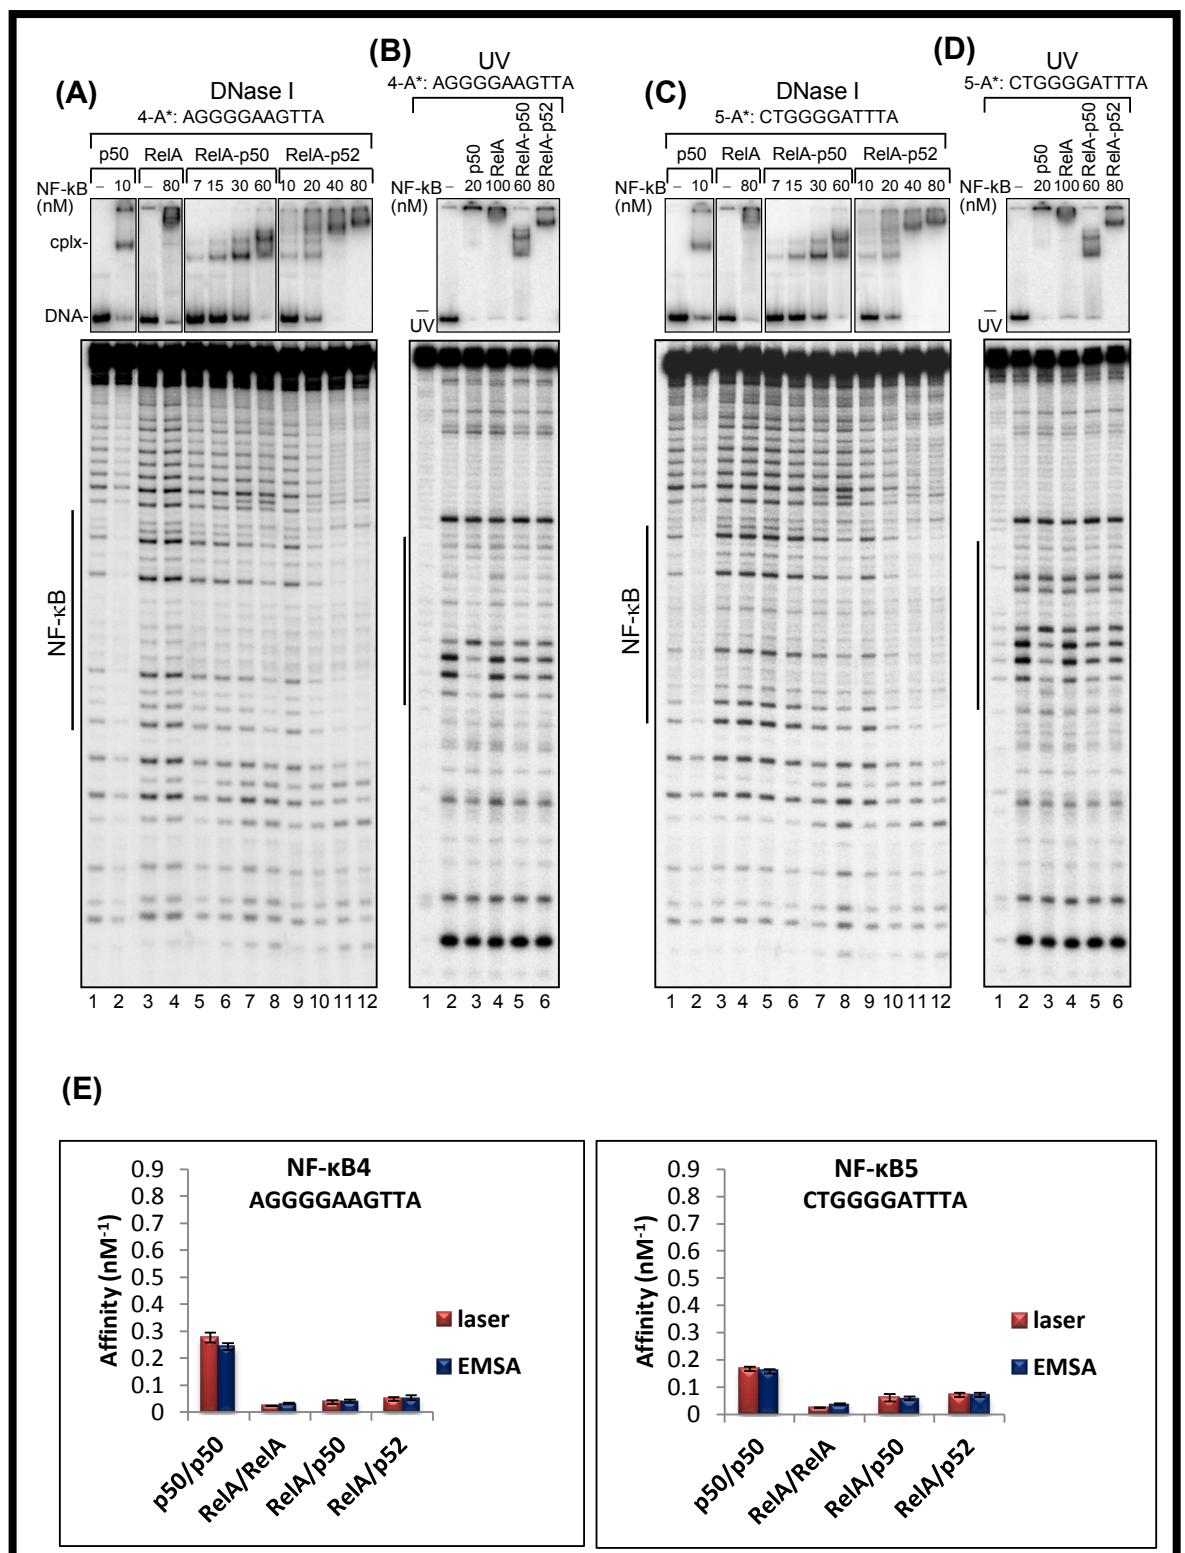 (A)
DNase I
4-A*: AGGGGAAGTTA
p50 RelA RelA-p50 RelA-p52
NF-kB – 10 – 80 7 15 30 60 10 20 40 80
(nM)
cplx-
DNA-
NF-κB
1 2 3 4 5 6 7 8 9 10 11 12
(B)
UV
4-A*: AGGGGAAGTTA
p50 RelA RelA-p50 RelA-p52
NF-kB – 20 100 60 80
(nM)
–
UV
1 2 3 4 5 6
(C)
DNase I
5-A*: CTGGGGATTTA
p50 RelA RelA-p50 RelA-p52
NF-kB – 10 – 80 7 15 30 60 10 20 40 80
(nM)
NF-κB
1 2 3 4 5 6 7 8 9 10 11 12
(D)
UV
5-A*: CTGGGGATTTA
p50 RelA RelA-p50 RelA-p52
NF-kB – 20 100 60 80
(nM)
–
UV
1 2 3 4 5 6
(E)
NF-κB4
AGGGGAAGTTA
Affinity (nM-1)
0.9
0.8
0.7
0.6
0.5
0.4
0.3
0.2
0.1
0
p50/p50 RelA/RelA RelA/p50 RelA/p52
laser
EMSA
NF-κB5
CTGGGGATTTA
Affinity (nM-1)
0.9
0.8
0.7
0.6
0.5
0.4
0.3
0.2
0.1
0
p50/p50 RelA/RelA RelA/p50 RelA/p52
laser
EMSA